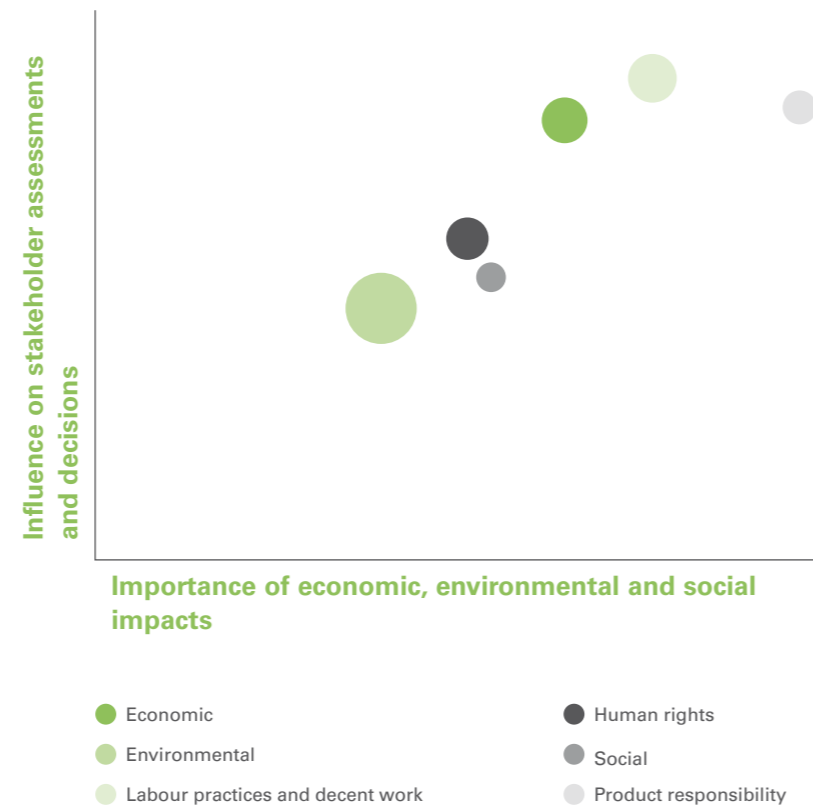 Influence on stakeholder assessments
and decisions
Importance of economic, environmental and social
impacts
Economic
Environmental
Labour practices and decent work
Human rights
Social
Product responsibility